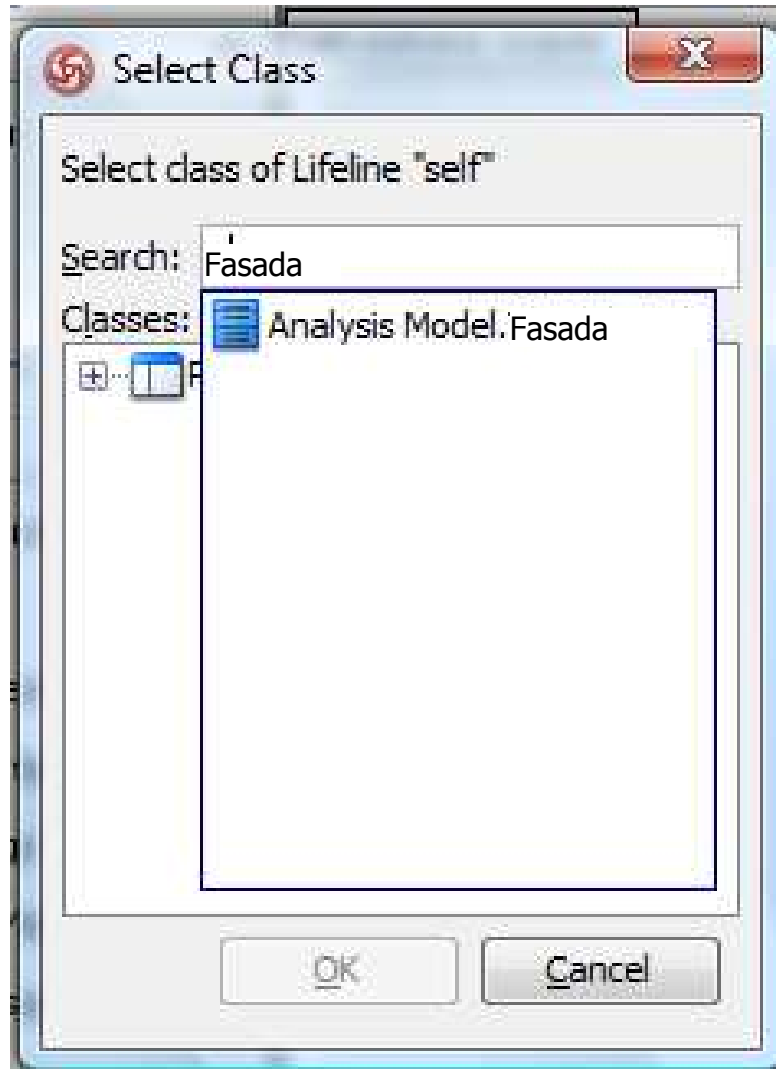 Select Class
Select class of Lifeline "self"
Search: Fasada
Classes:
Analysis Model.Fasada
OK Cancel